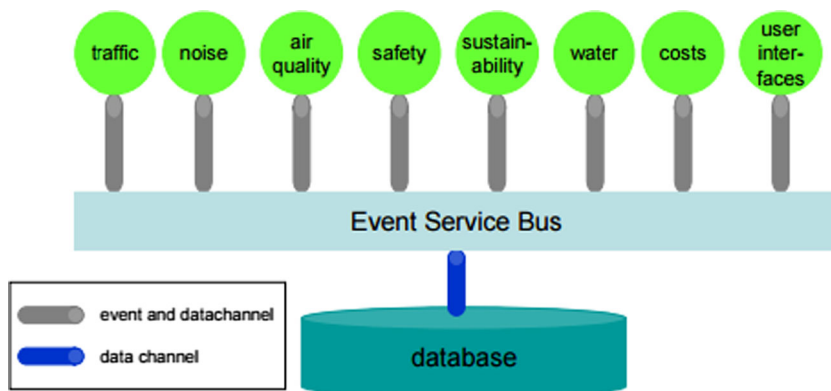 traffic
noise
air
quality
safety
sustain-
ability
water
costs
user
inter-
faces
Event Service Bus
event and datachannel
data channel
database